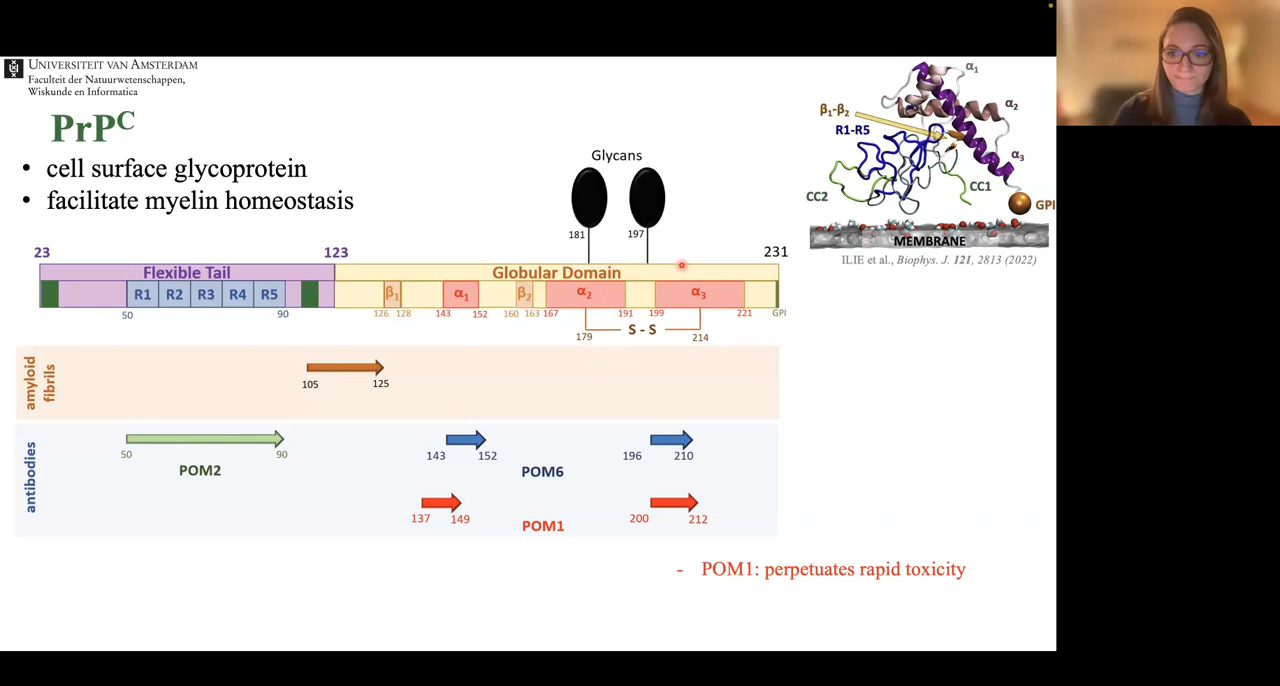 UNIVERSITEIT VAN AMSTERDAM
Faculteit der Natuurwetenschappen,
Wiskunde en Informatica
PrPC
• cell surface glycoprotein
• facilitate myelin homeostasis
Glycans
181 197
23 123 231
Flexible Tail Globular Domain
R1 R2 R3 R4 R5 β1 α1 β2 α2 α3
50 90 126 128 143 152 160 163 167 191 199 221 GPI
S - S
179 214
amyloid
fibrils
105 125
antibodies
50 90
POM2
143 152 196 210
POM6
137 149 200 212
POM1
- POM1: perpetuates rapid toxicity
α1
α2
β1-β2
R1-R5
α3
CC2
CC1
GPI
MEMBRANE
ILIE et al., Biophys. J. 121, 2813 (2022)